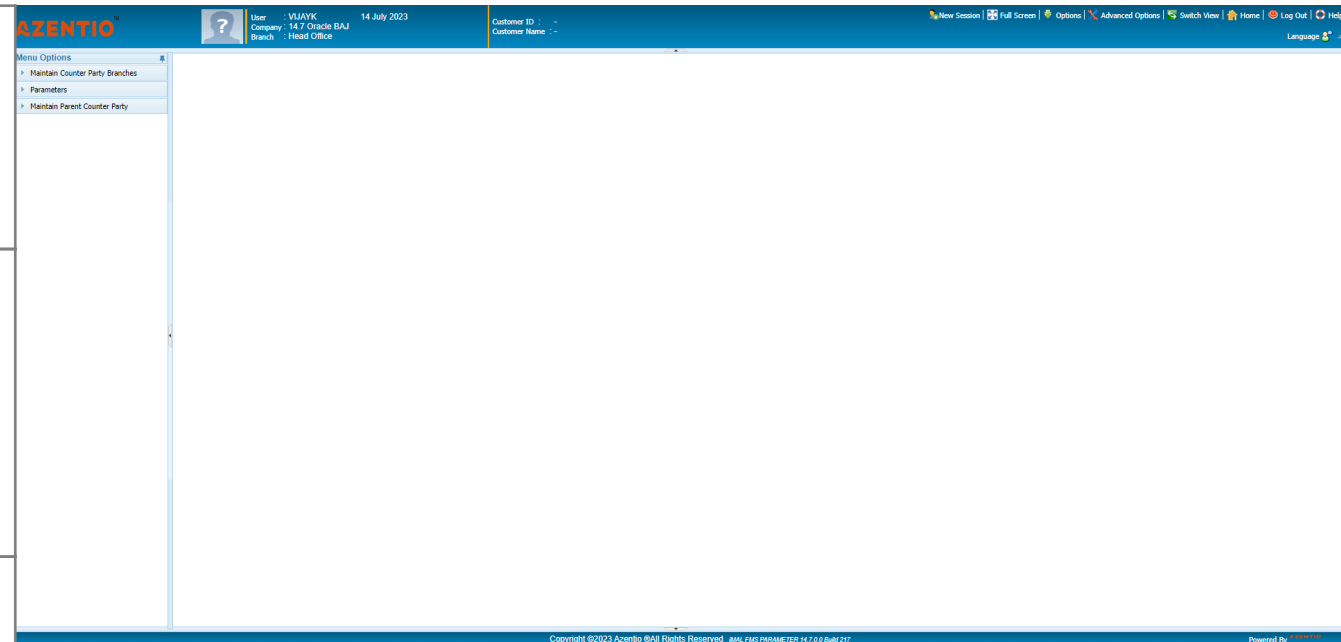 AZENTIO™
User : VIJAYK 14 July 2023
Company : 14.7 Oracle BAJ
Branch : Head Office
Customer ID : -
Customer Name : -
New Session | Full Screen | Options | Advanced Options | Switch View | Home | Log Out | Help
Language
Menu Options
Maintain Counter Party Branches
Parameters
Maintain Parent Counter Party
Copyright ©2023 Azentio ®All Rights Reserved iMAL FMS PARAMETER 14.7.0.0 Build 217
Powered By AZENTIO